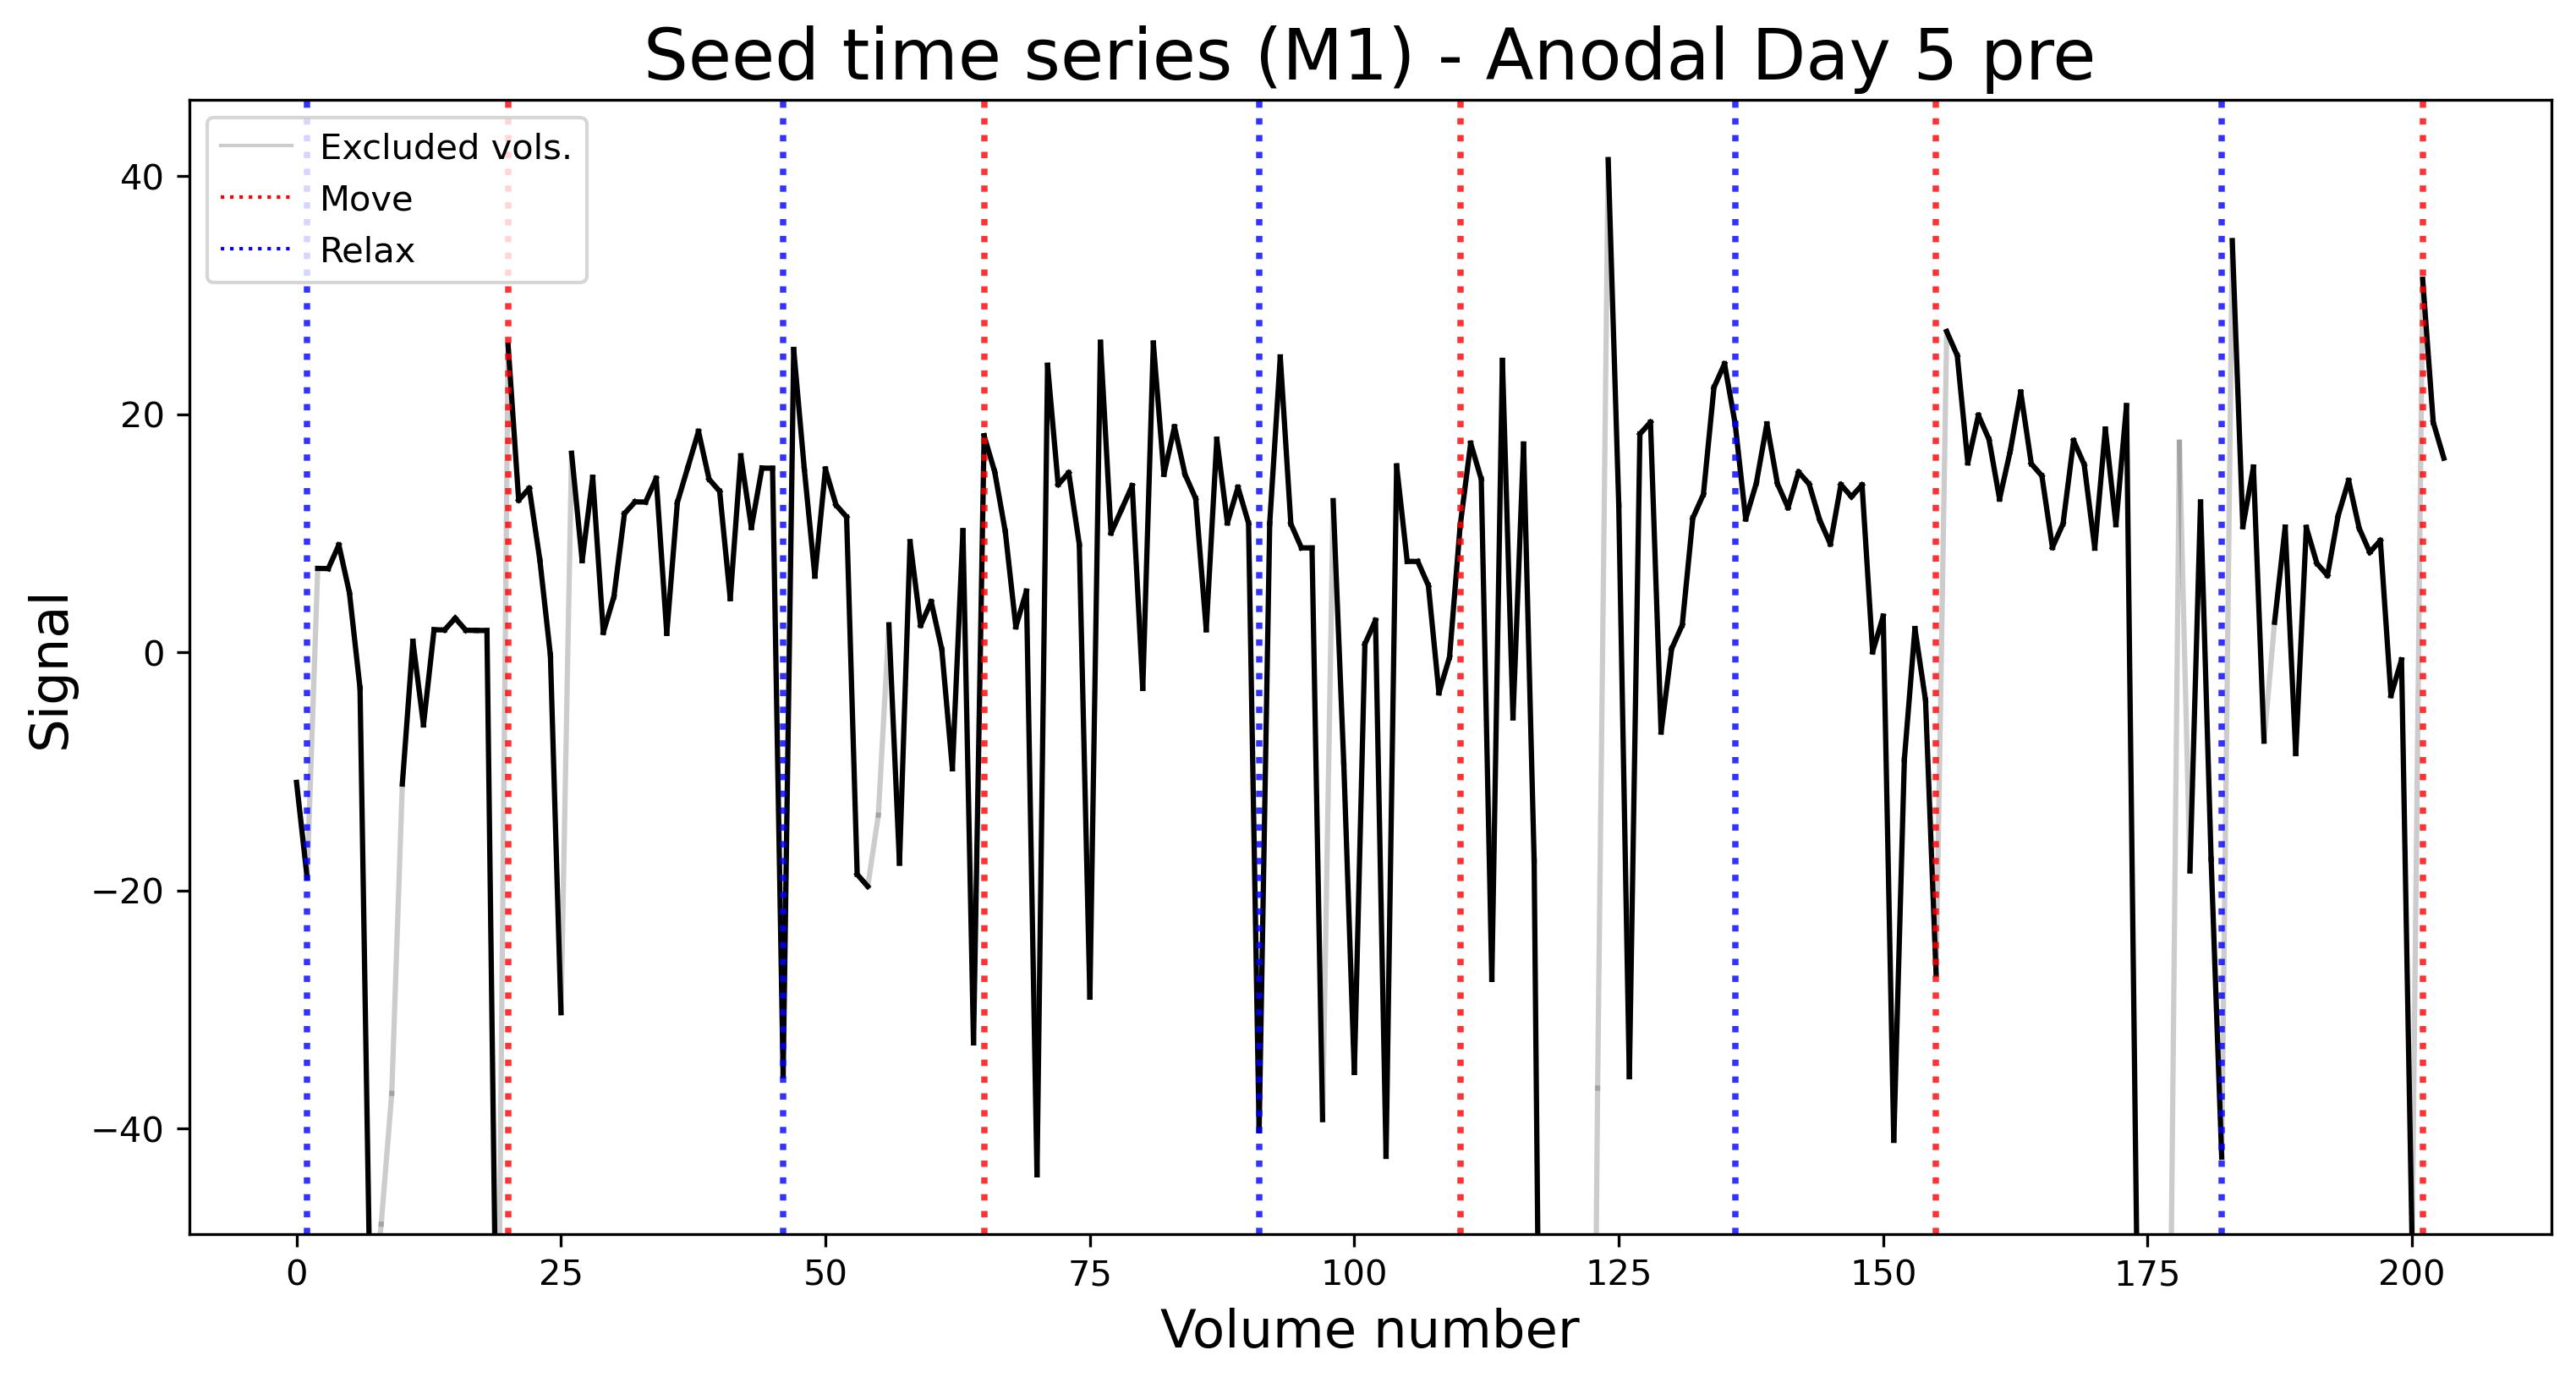 Seed time series (M1) - Anodal Day 5 pre
Excluded vols.
Move
Relax
40
20
0
−20
−40
Signal
0 25 50 75 100 125 150 175 200
Volume number